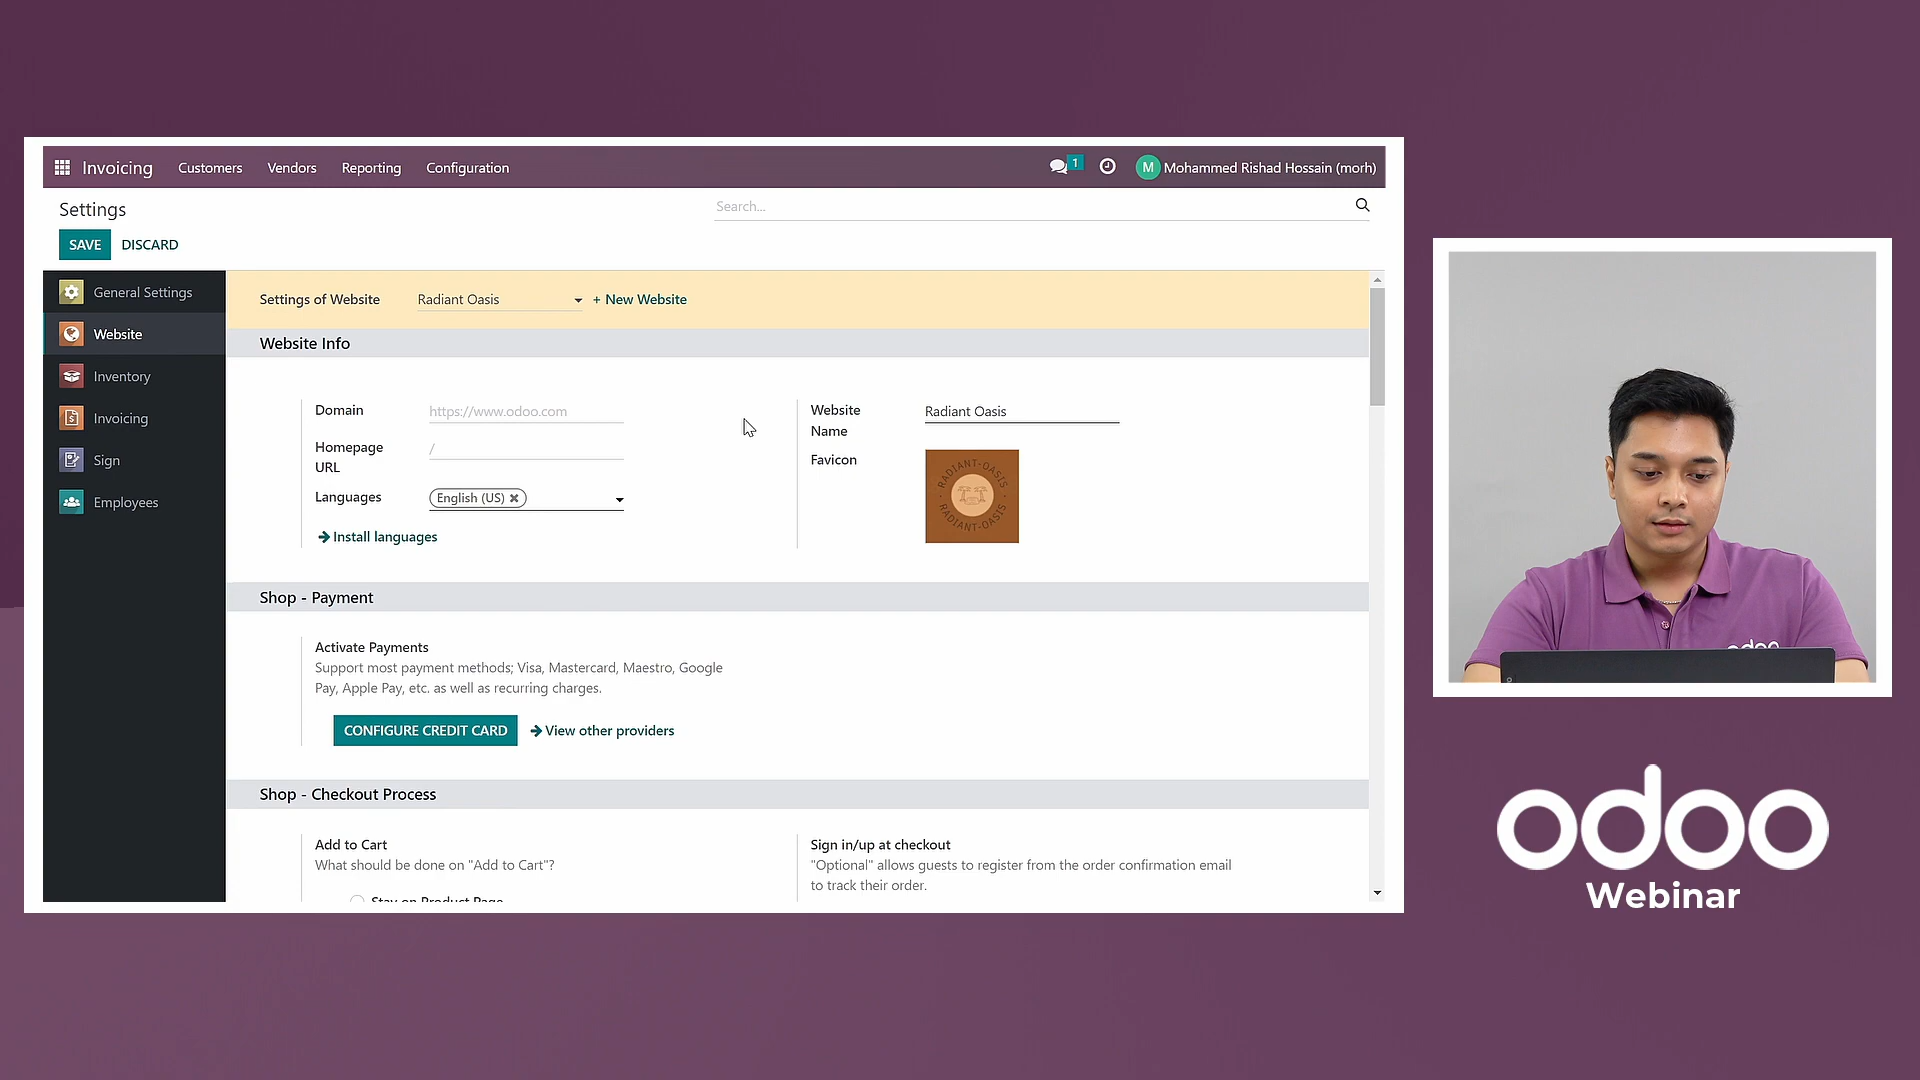 Invoicing Customers Vendors Reporting Configuration 1 M Mohammed Rishad Hossain (morh)
Settings
Search...
SAVE DISCARD
General Settings
Website
Inventory
Invoicing
Sign
Employees
Settings of Website Radiant Oasis + New Website
Website Info
Domain https://www.odoo.com
Homepage
URL
/
Languages English (US)
Install languages
Website
Name
Radiant Oasis
Favicon
RADIANT-OASIS
RADIANT-OASIS
Shop - Payment
Activate Payments
Support most payment methods; Visa, Mastercard, Maestro, Google
Pay, Apple Pay, etc. as well as recurring charges.
CONFIGURE CREDIT CARD View other providers
Shop - Checkout Process
Add to Cart
What should be done on "Add to Cart"?
Stay on Product Page
Sign in/up at checkout
"Optional" allows guests to register from the order confirmation email
to track their order.
odoo
odoo
Webinar